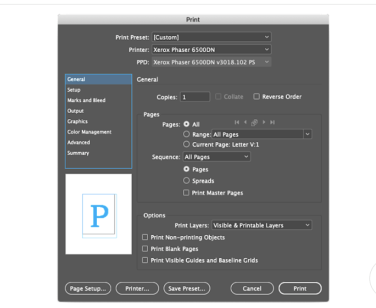 Print
Print Preset: [Custom]
Printer: Xerox Phaser 6500DN
PPD: Xerox Phaser 6500DN v3018.102 PS
General
Setup
Marks and Bleed
Output
Graphics
Color Management
Advanced
Summary
General
Copies: 1 Collate Reverse Order
Pages
Pages: All
Range: All Pages
Current Page: Letter V:1
Sequence: All Pages
Pages
Spreads
Print Master Pages
P
Options
Print Layers: Visible & Printable Layers
Print Non-printing Objects
Print Blank Pages
Print Visible Guides and Baseline Grids
Page Setup... Printer... Save Preset... Cancel Print